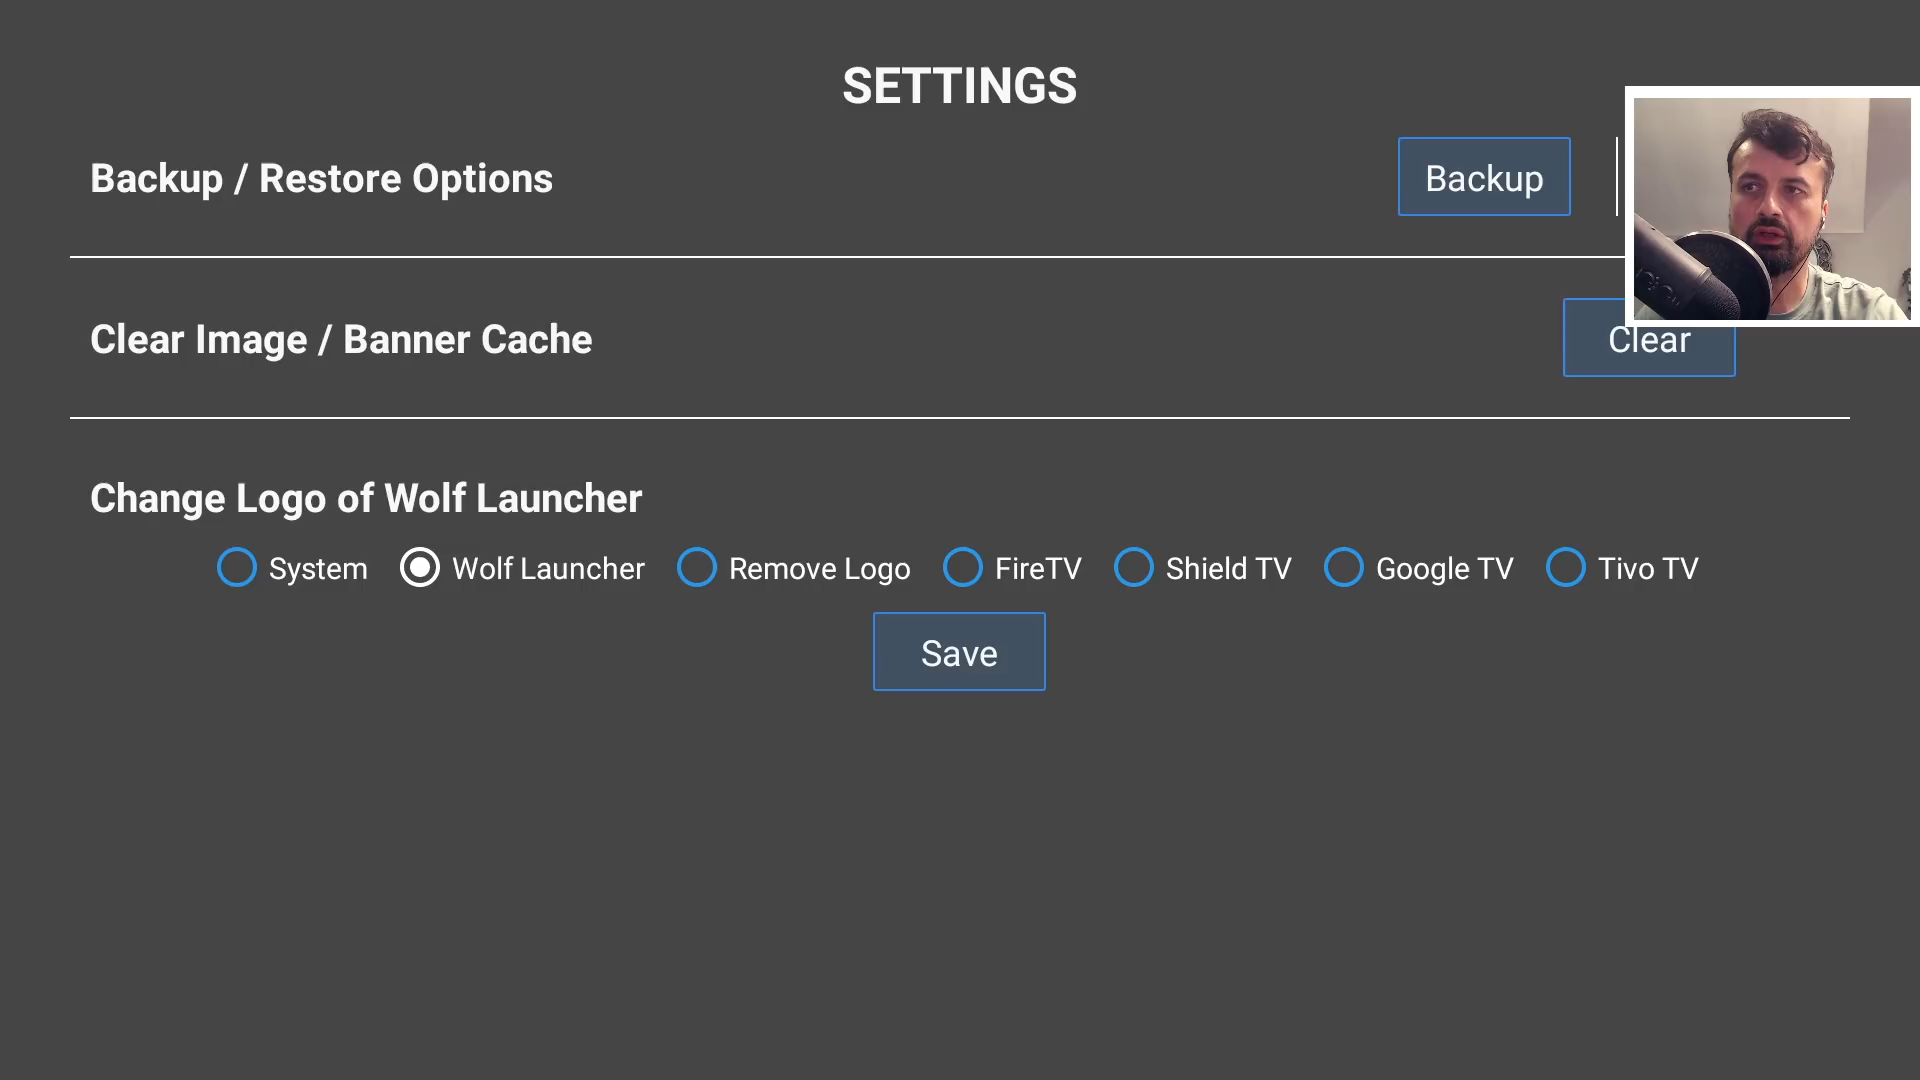 SETTINGS
Backup / Restore Options
Backup
Clear Image / Banner Cache
Clear
Change Logo of Wolf Launcher
System Wolf Launcher Remove Logo FireTV Shield TV Google TV Tivo TV
Save